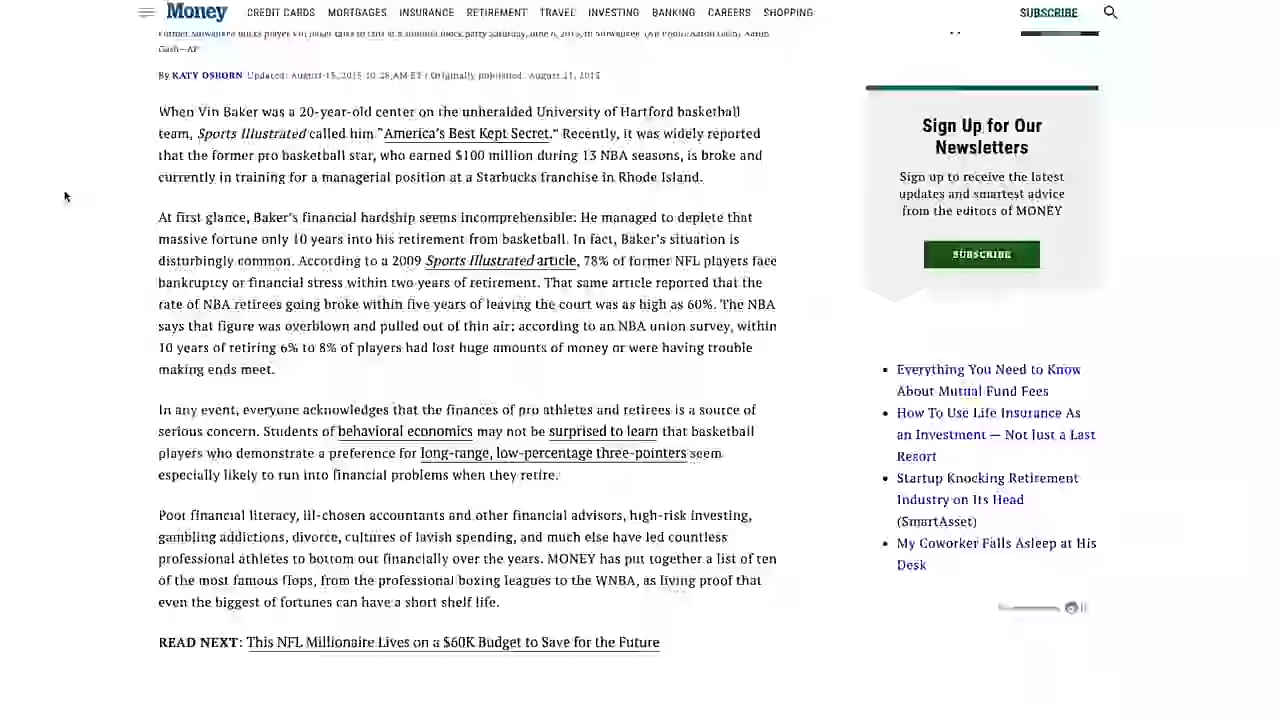 Money CREDIT CARDS MORTGAGES INSURANCE RETIREMENT TRAVEL INVESTING BANKING CAREERS SHOPPING SUBSCRIBE
Gash—AP
By KATY OSBORN Updated: August 13, 2015 10:28 AM ET | Originally published: August 11, 2015
When Vin Baker was a 20-year-old center on the unheralded University of Hartford basketball
team, Sports Illustrated called him "America's Best Kept Secret." Recently, it was widely reported
that the former pro basketball star, who earned $100 million during 13 NBA seasons, is broke and
currently in training for a managerial position at a Starbucks franchise in Rhode Island.
At first glance, Baker's financial hardship seems incomprehensible: He managed to deplete that
massive fortune only 10 years into his retirement from basketball. In fact, Baker's situation is
disturbingly common. According to a 2009 Sports Illustrated article, 78% of former NFL players face
bankruptcy or financial stress within two years of retirement. That same article reported that the
rate of NBA retirees going broke within five years of leaving the court was as high as 60%. The NBA
says that figure was overblown and pulled out of thin air; according to an NBA union survey, within
10 years of retiring 6% to 8% of players had lost huge amounts of money or were having trouble
making ends meet.
In any event, everyone acknowledges that the finances of pro athletes and retirees is a source of
serious concern. Students of behavioral economics may not be surprised to learn that basketball
players who demonstrate a preference for long-range, low-percentage three-pointers seem
especially likely to run into financial problems when they retire.
Poor financial literacy, ill-chosen accountants and other financial advisors, high-risk investing,
gambling addictions, divorce, cultures of lavish spending, and much else have led countless
professional athletes to bottom out financially over the years. MONEY has put together a list of ten
of the most famous flops, from the professional boxing leagues to the WNBA, as living proof that
even the biggest of fortunes can have a short shelf life.
READ NEXT: This NFL Millionaire Lives on a $60K Budget to Save for the Future
Sign Up for Our
Newsletters
Sign up to receive the latest
updates and smartest advice
from the editors of MONEY
SUBSCRIBE
Everything You Need to Know
About Mutual Fund Fees
How To Use Life Insurance As
an Investment — Not Just a Last
Resort
Startup Knocking Retirement
Industry on Its Head
(SmartAsset)
My Coworker Falls Asleep at His
Desk